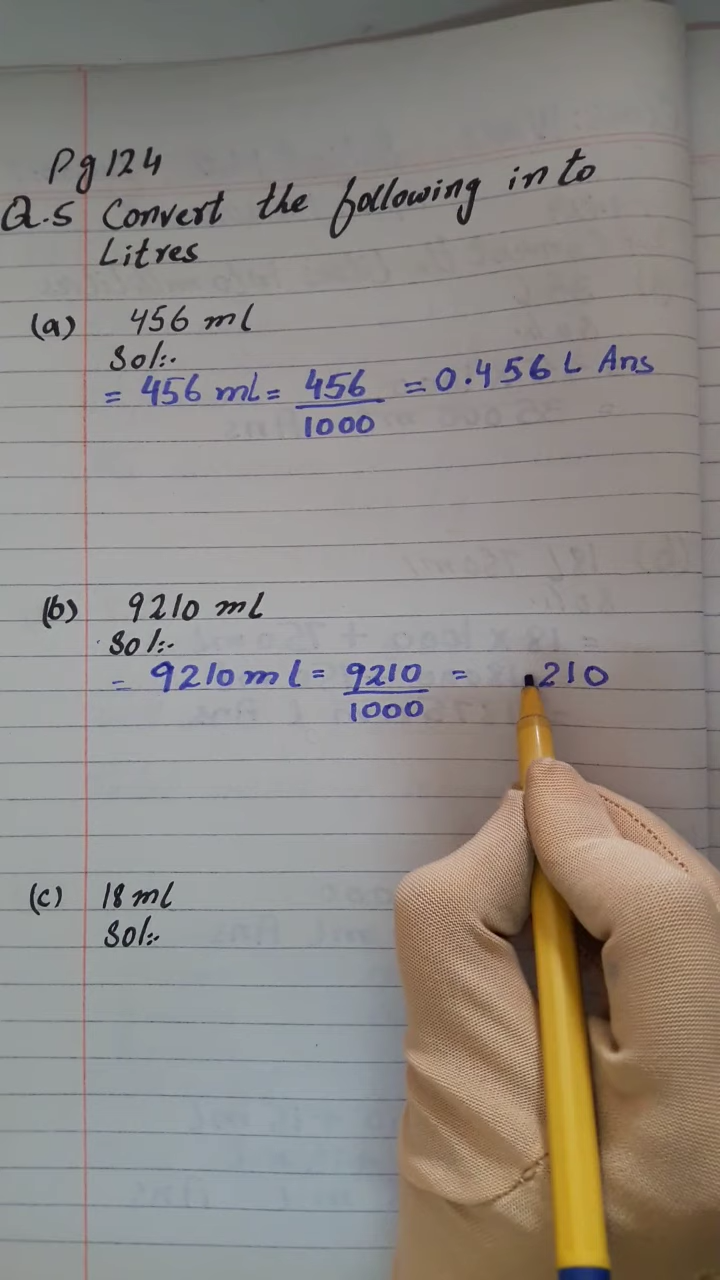 Pg 124
Q.5 Convert the following in to
Litres
(a) 456 ml
Sol:.
= 456 ml = 456/1000 = 0.456 L Ans
(b) 9210 ml
Sol:.
= 9210 ml = 9210/1000 = .210
(c) 18 ml
Sol:.